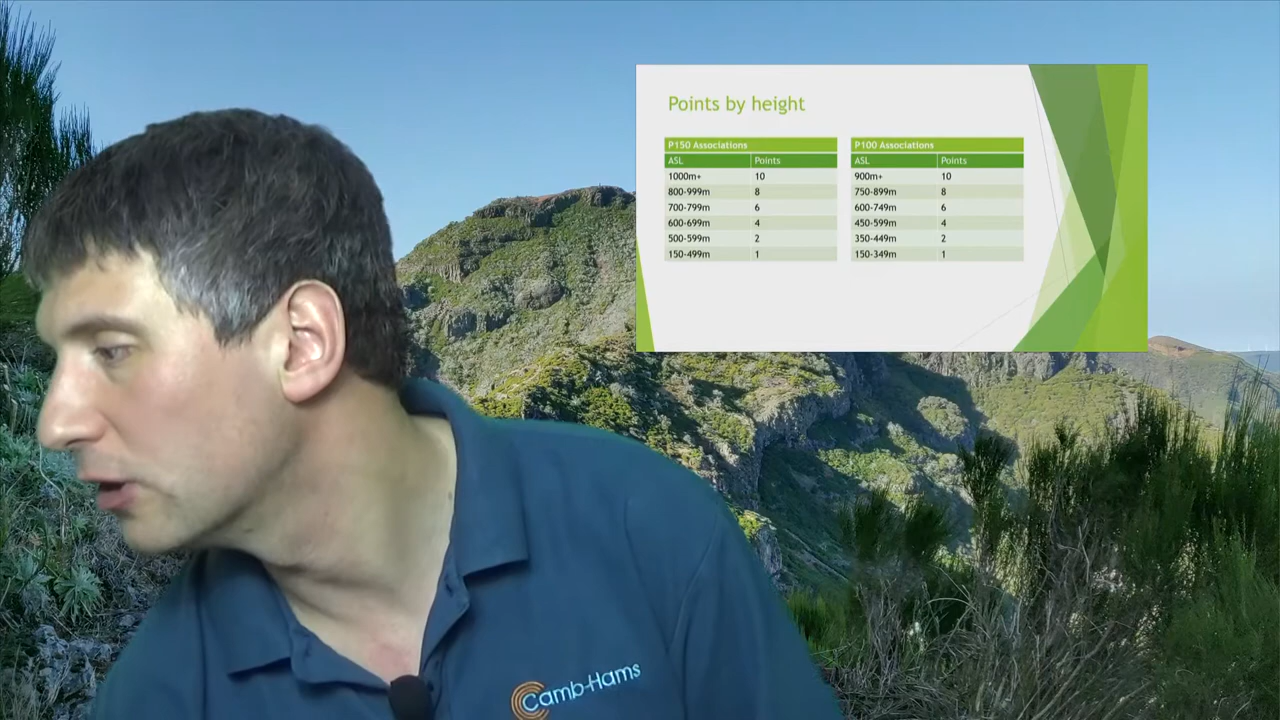 Points by height
P150 Associations
ASL Points
1000m+ 10
800-999m 8
700-799m 6
600-699m 4
500-599m 2
150-499m 1
P100 Associations
ASL Points
900m+ 10
750-899m 8
600-749m 6
450-599m 4
350-449m 2
150-349m 1
Camb-Hams